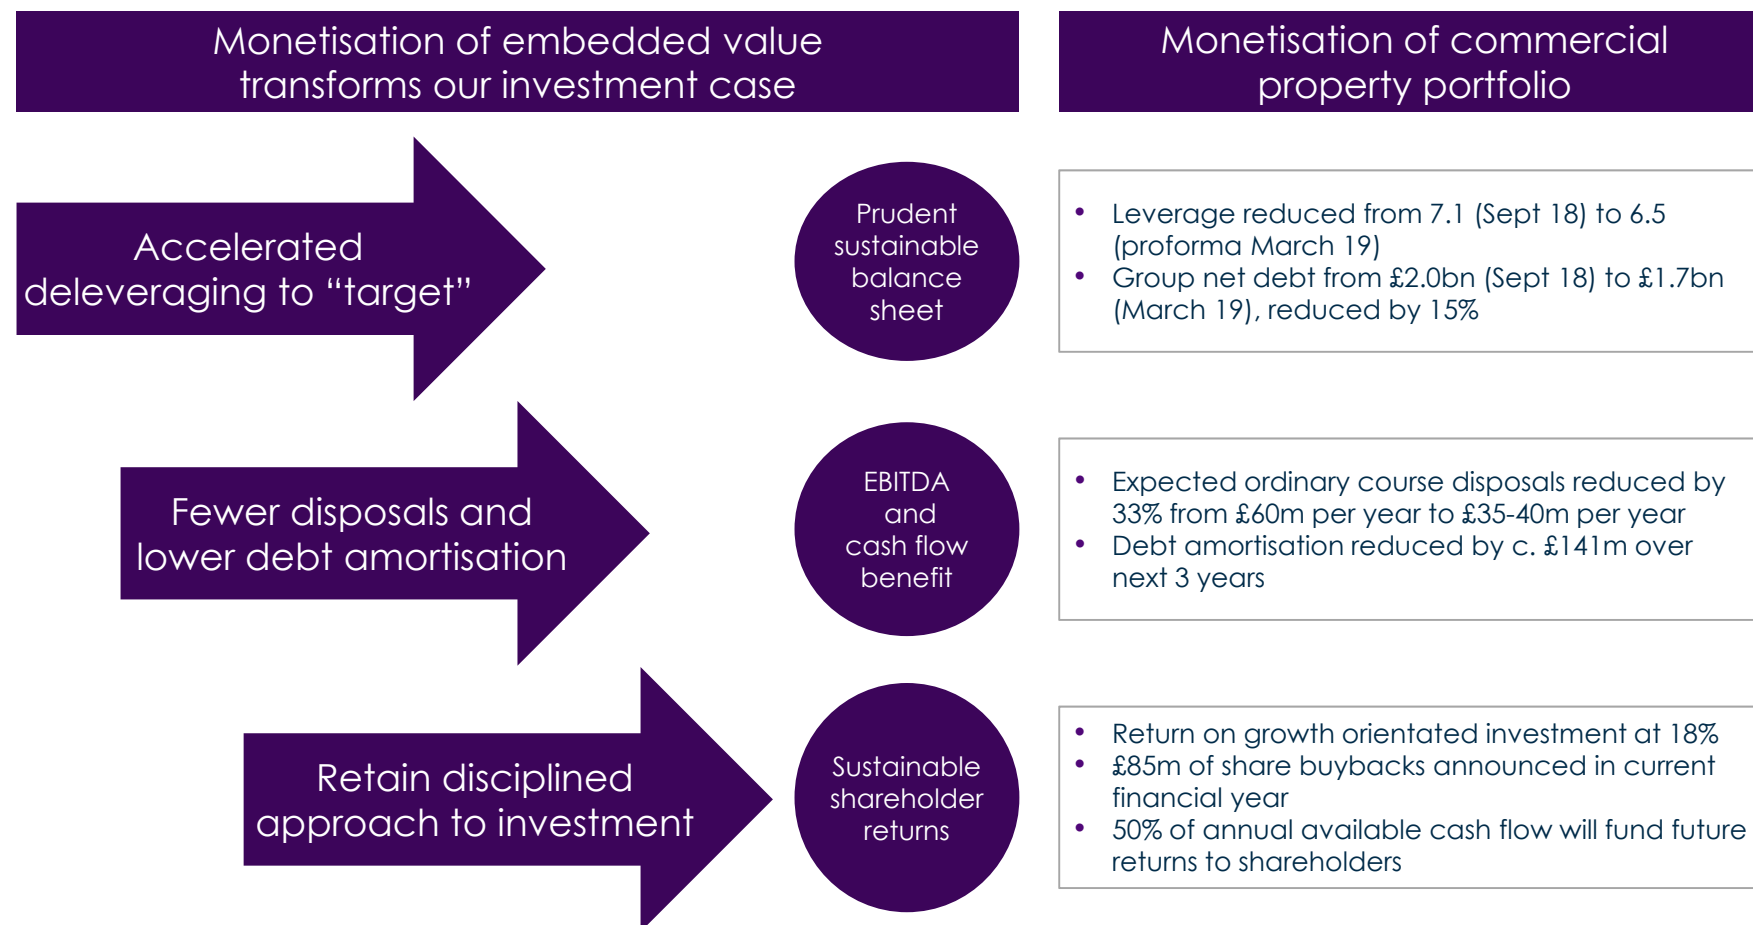 Monetisation of embedded value
transforms our investment case
Monetisation of commercial
property portfolio
Accelerated
deleveraging to “target”
Prudent
sustainable
balance
sheet
• Leverage reduced from 7.1 (Sept 18) to 6.5
(proforma March 19)
• Group net debt from £2.0bn (Sept 18) to £1.7bn
(March 19), reduced by 15%
Fewer disposals and
lower debt amortisation
EBITDA
and
cash flow
benefit
• Expected ordinary course disposals reduced by
33% from £60m per year to £35-40m per year
• Debt amortisation reduced by c. £141m over
next 3 years
Retain disciplined
approach to investment
Sustainable
shareholder
returns
• Return on growth orientated investment at 18%
• £85m of share buybacks announced in current
financial year
• 50% of annual available cash flow will fund future
returns to shareholders